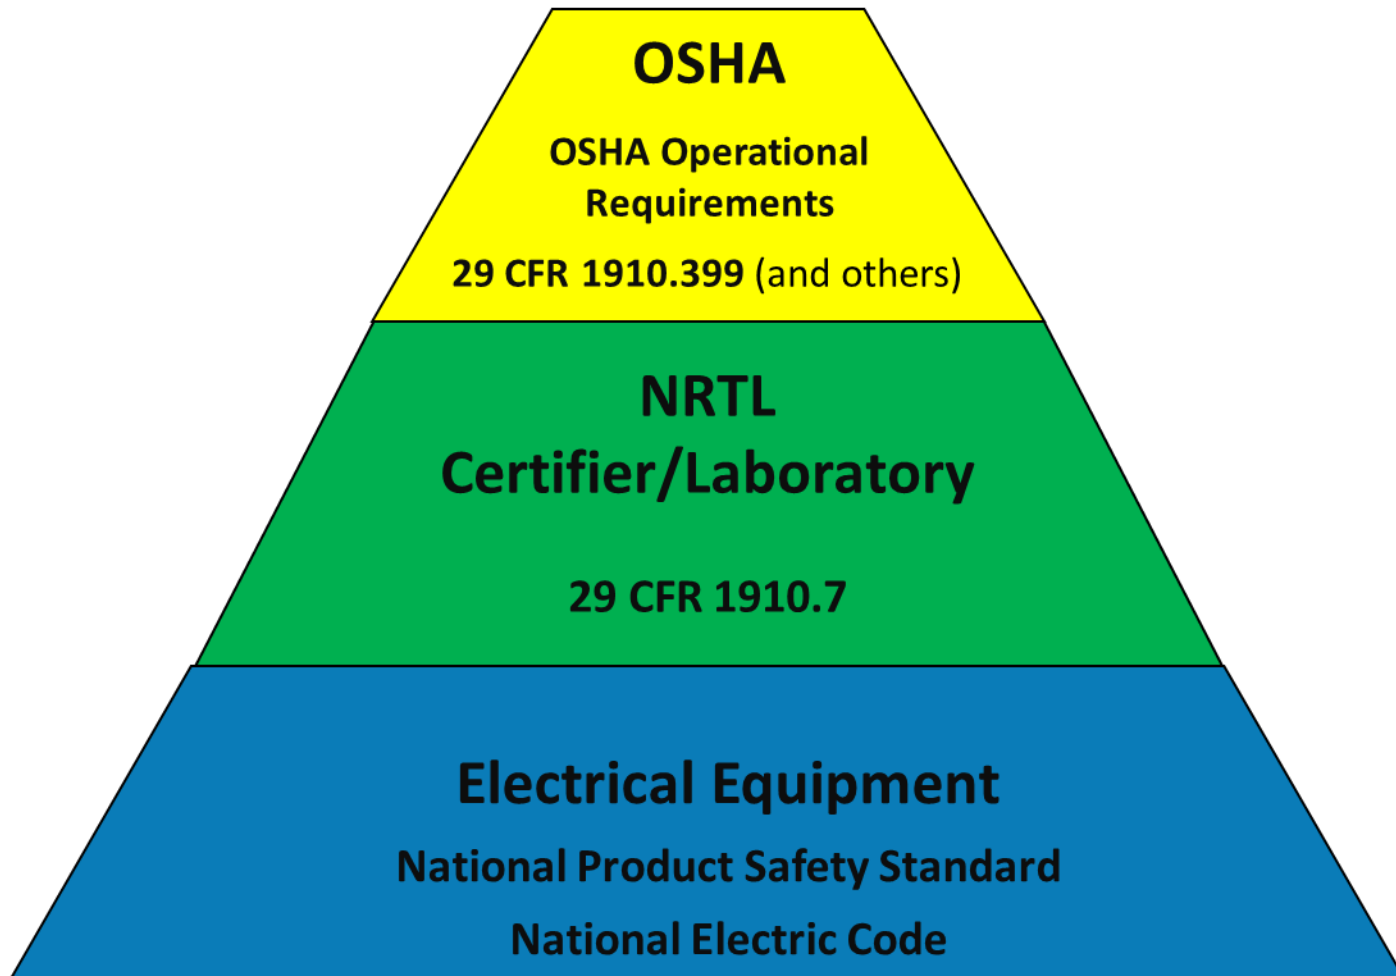 OSHA
OSHA Operational
Requirements
29 CFR 1910.399 (and others)
NRTL
Certifier/Laboratory
29 CFR 1910.7
Electrical Equipment
National Product Safety Standard
National Electric Code